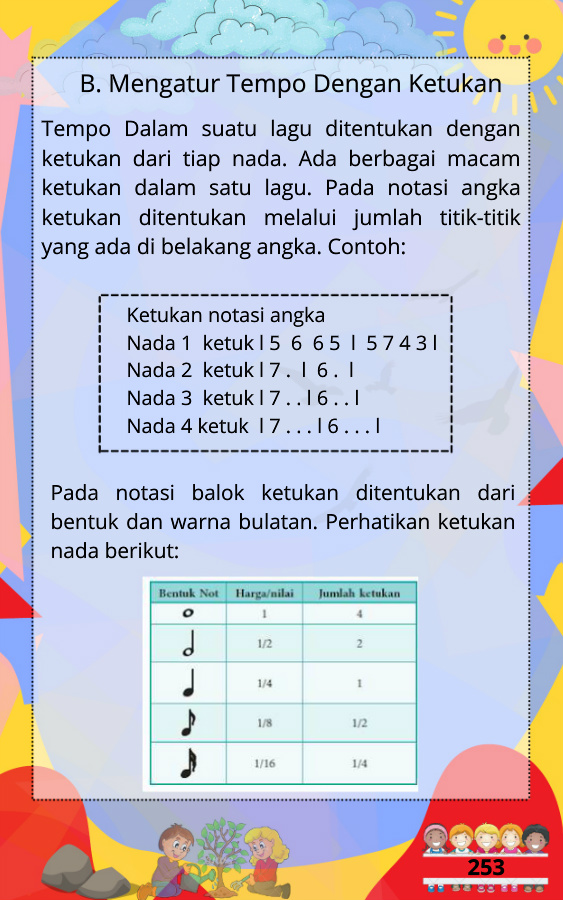 B. Mengatur Tempo Dengan Ketukan
Tempo Dalam suatu lagu ditentukan dengan
ketukan dari tiap nada. Ada berbagai macam
ketukan dalam satu lagu. Pada notasi angka
ketukan ditentukan melalui jumlah titik-titik
yang ada di belakang angka. Contoh:
Ketukan notasi angka
Nada 1 ketuk l 5 6 6 5 l 5 7 4 3 l
Nada 2 ketuk l 7 . l 6 . l
Nada 3 ketuk l 7 . . l 6 . . l
Nada 4 ketuk l 7 . . . l 6 . . . l
Pada notasi balok ketukan ditentukan dari
bentuk dan warna bulatan. Perhatikan ketukan
nada berikut:
Bentuk Not Harga/nilai Jumlah ketukan
1 4
1/2 2
1/4 1
1/8 1/2
1/16 1/4
253